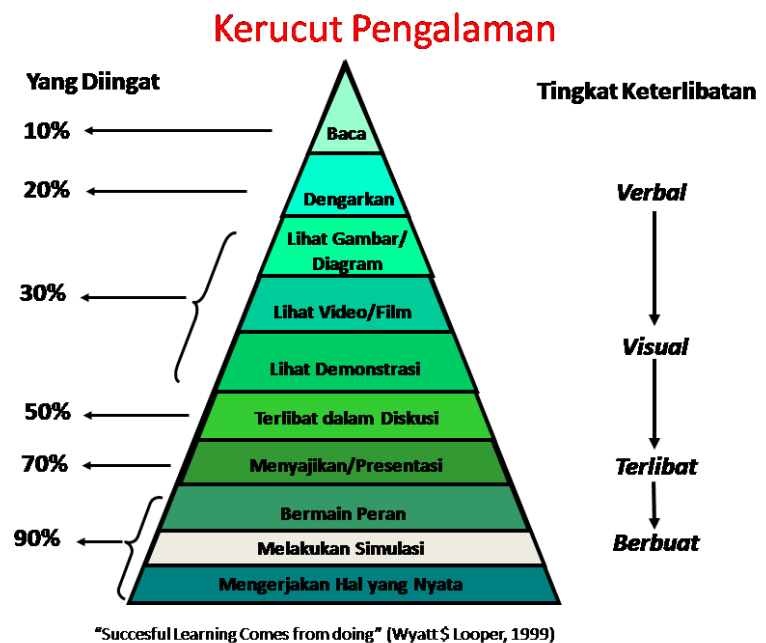 Kerucut Pengalaman
Yang Diingat
Tingkat Keterlibatan
10%
Baca
20%
Dengarkan
Verbal
Lihat Gambar/
Diagram
30%
Lihat Video/Film
Visual
Lihat Demonstrasi
50%
Terlibat dalam Diskusi
70%
Menyajikan/Presentasi
Terlibat
Bermain Peran
90%
Melakukan Simulasi
Berbuat
Mengerjakan Hal yang Nyata
"Succesful Learning Comes from doing" (Wyatt $ Looper, 1999)